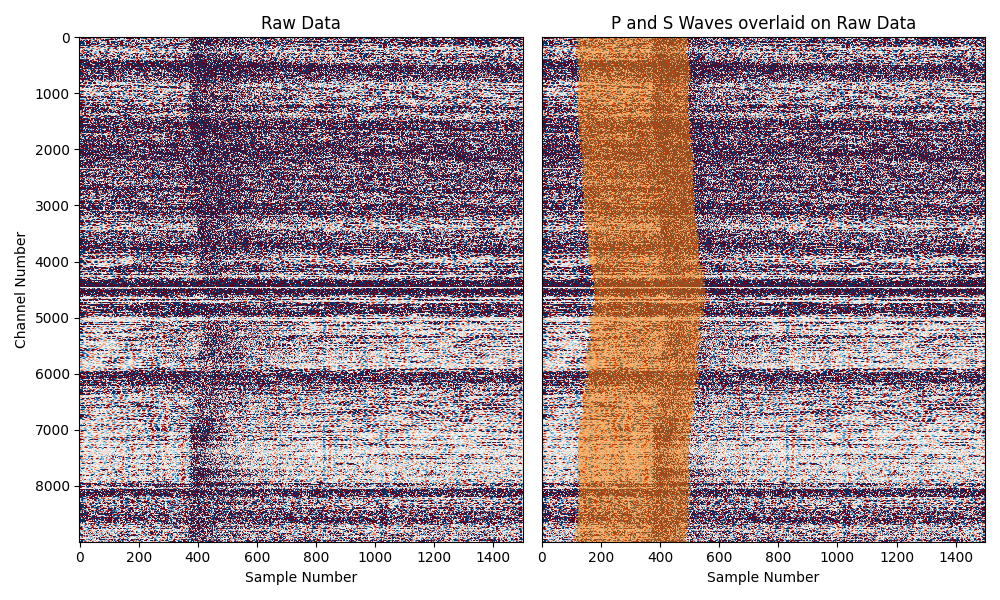 Raw Data
P and S Waves overlaid on Raw Data
Channel Number
0
1000
2000
3000
4000
5000
6000
7000
8000
0 200 400 600 800 1000 1200 1400
0 200 400 600 800 1000 1200 1400
Sample Number
Sample Number